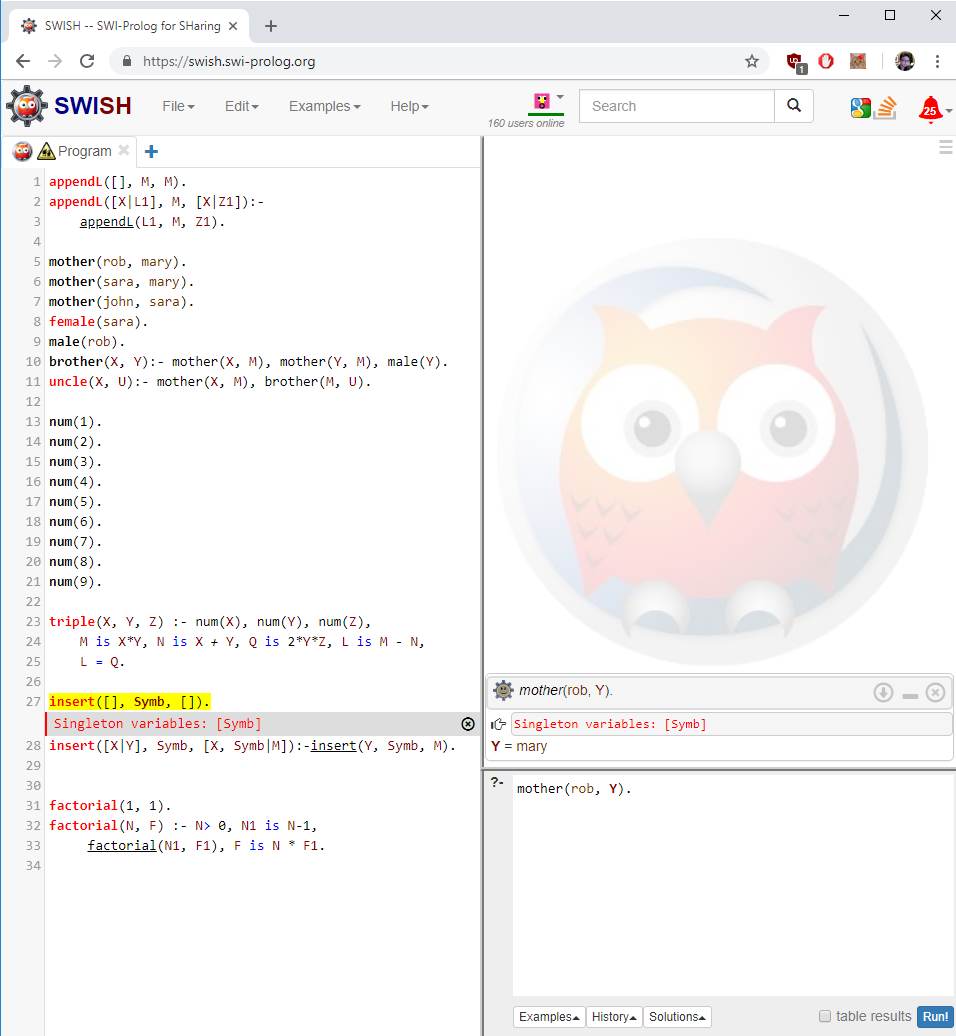 SWISH -- SWI-Prolog for SHaring
https://swish.swi-prolog.org
1
SWISH
File
Edit
Examples
Help
160 users online
Search
25
Program
1 appendL([], M, M).
2 appendL([X|L1], M, [X|Z1]):-
3 appendL(L1, M, Z1).
4
5 mother(rob, mary).
6 mother(sara, mary).
7 mother(john, sara).
8 female(sara).
9 male(rob).
10 brother(X, Y):- mother(X, M), mother(Y, M), male(Y).
11 uncle(X, U):- mother(X, M), brother(M, U).
12
13 num(1).
14 num(2).
15 num(3).
16 num(4).
17 num(5).
18 num(6).
19 num(7).
20 num(8).
21 num(9).
22
23 triple(X, Y, Z) :- num(X), num(Y), num(Z),
24 M is X*Y, N is X + Y, Q is 2*Y*Z, L is M - N,
25 L = Q.
26
27 insert([], Symb, []).
Singleton variables: [Symb]
28 insert([X|Y], Symb, [X, Symb|M]):-insert(Y, Symb, M).
29
30
31 factorial(1, 1).
32 factorial(N, F) :- N> 0, N1 is N-1,
33 factorial(N1, F1), F is N * F1.
34
mother(rob, Y).
Singleton variables: [Symb]
Y = mary
?- mother(rob, Y).
Examples
History
Solutions
table results
Run!